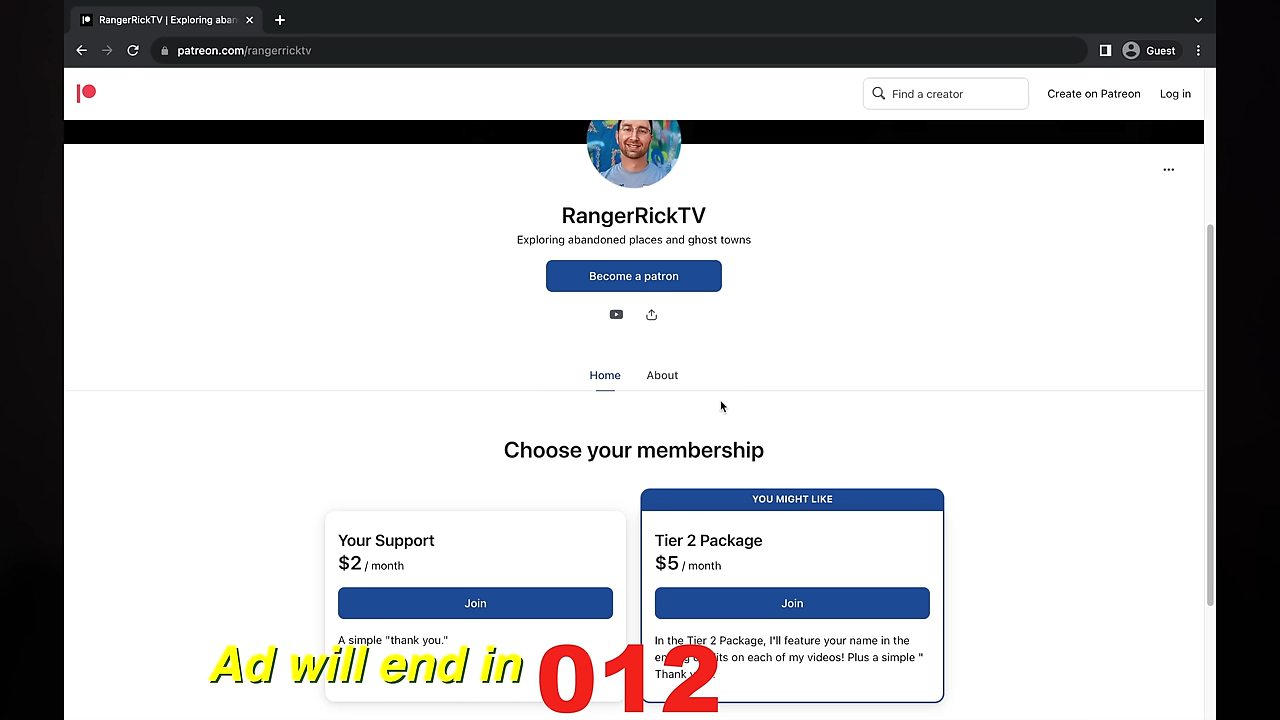 RangerRickTV | Exploring aban
patreon.com/rangerricktv
Guest
Find a creator
Create on Patreon
Log in
RangerRickTV
Exploring abandoned places and ghost towns
Become a patron
Home
About
Choose your membership
YOU MIGHT LIKE
Your Support
$2 / month
Join
A simple "thank you."
Tier 2 Package
$5 / month
Join
In the Tier 2 Package, I'll feature your name in the
on each of my videos! Plus a simple "
Thank
Ad will end in 012